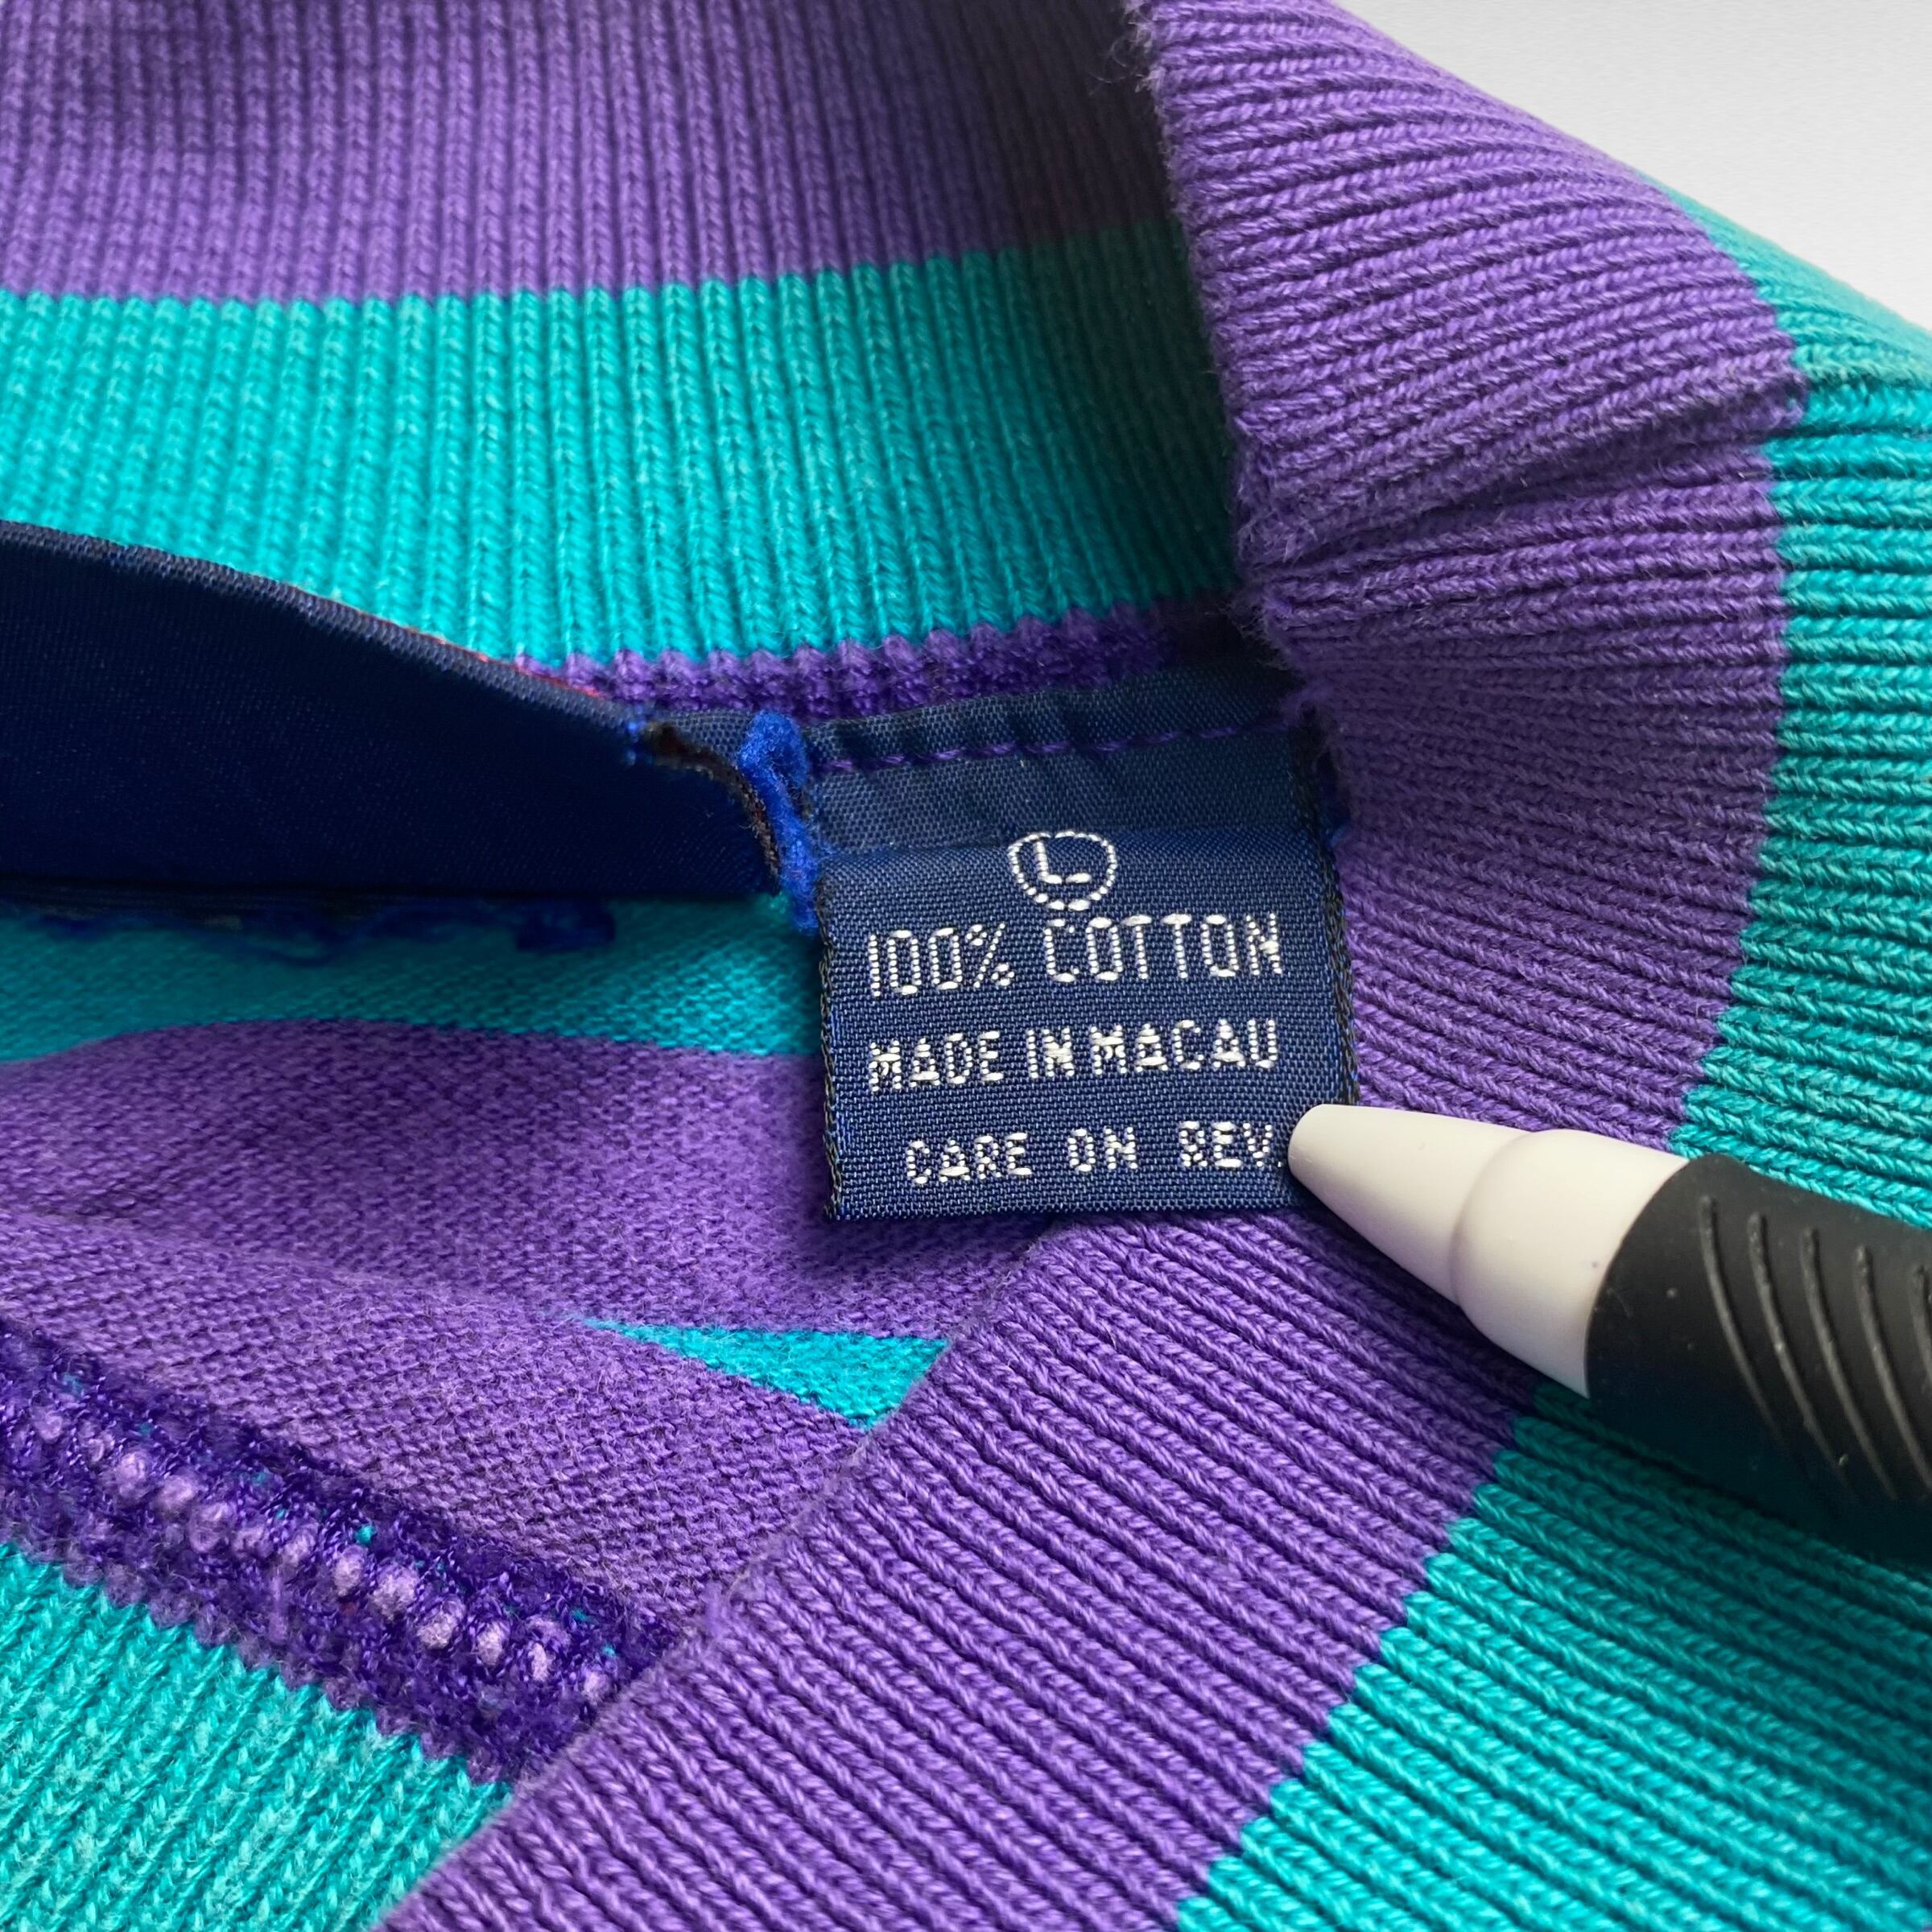 L
100% COTTON
MADE IN MACAU
CARE ON REV.